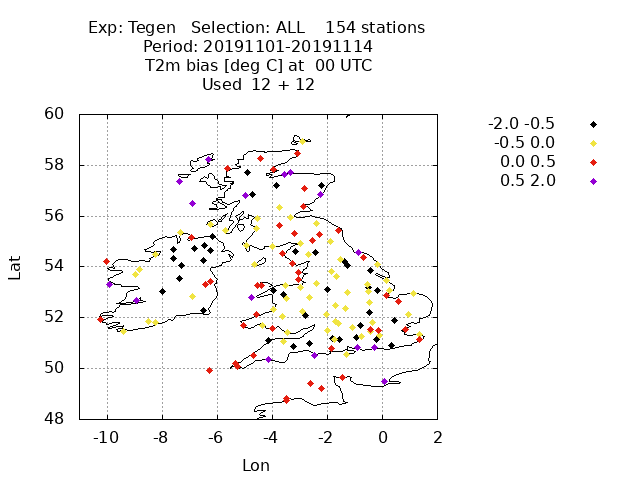 Exp: Tegen   Selection: ALL    154 stations
Period: 20191101-20191114
T2m bias [deg C] at  00 UTC
Used  12 + 12
-2.0 -0.5
-0.5 0.0
0.0 0.5
0.5 2.0
60
58
56
54
52
50
48
Lat
-10 -8 -6 -4 -2 0 2
Lon